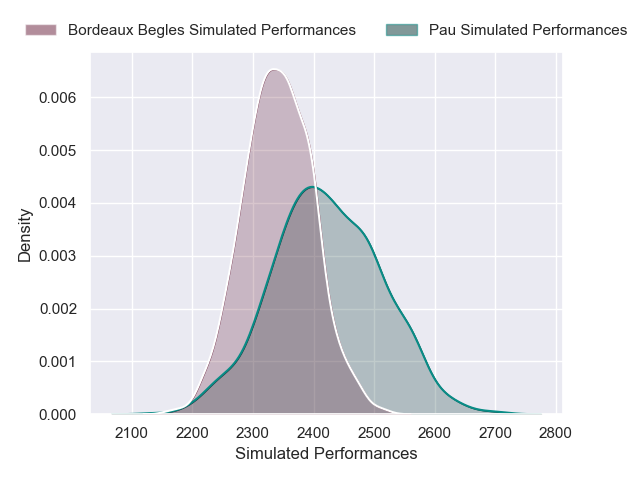 Bordeaux Begles Simulated Performances
Pau Simulated Performances
0.006
0.005
0.004
0.003
0.002
0.001
0.000
Density
2100 2200 2300 2400 2500 2600 2700 2800
Simulated Performances